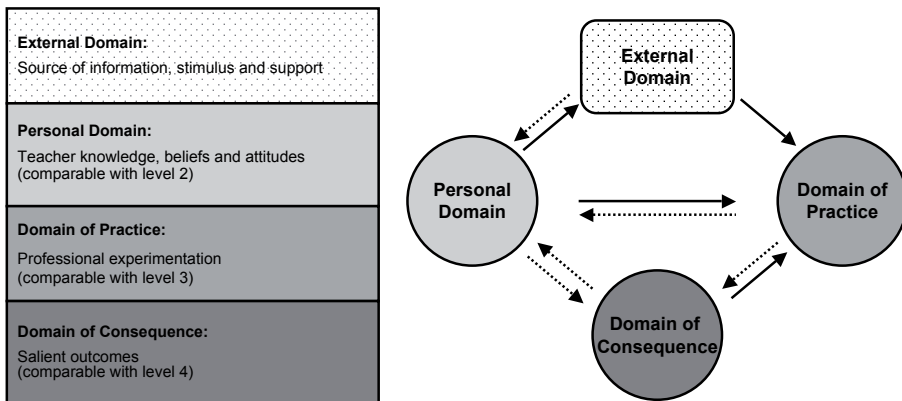 External Domain:
Source of information, stimulus and support
Personal Domain:
Teacher knowledge, beliefs and attitudes
(comparable with level 2)
Domain of Practice:
Professional experimentation
(comparable with level 3)
Domain of Consequence:
Salient outcomes
(comparable with level 4)
External
Domain
Personal
Domain
Domain of
Practice
Domain of
Consequence